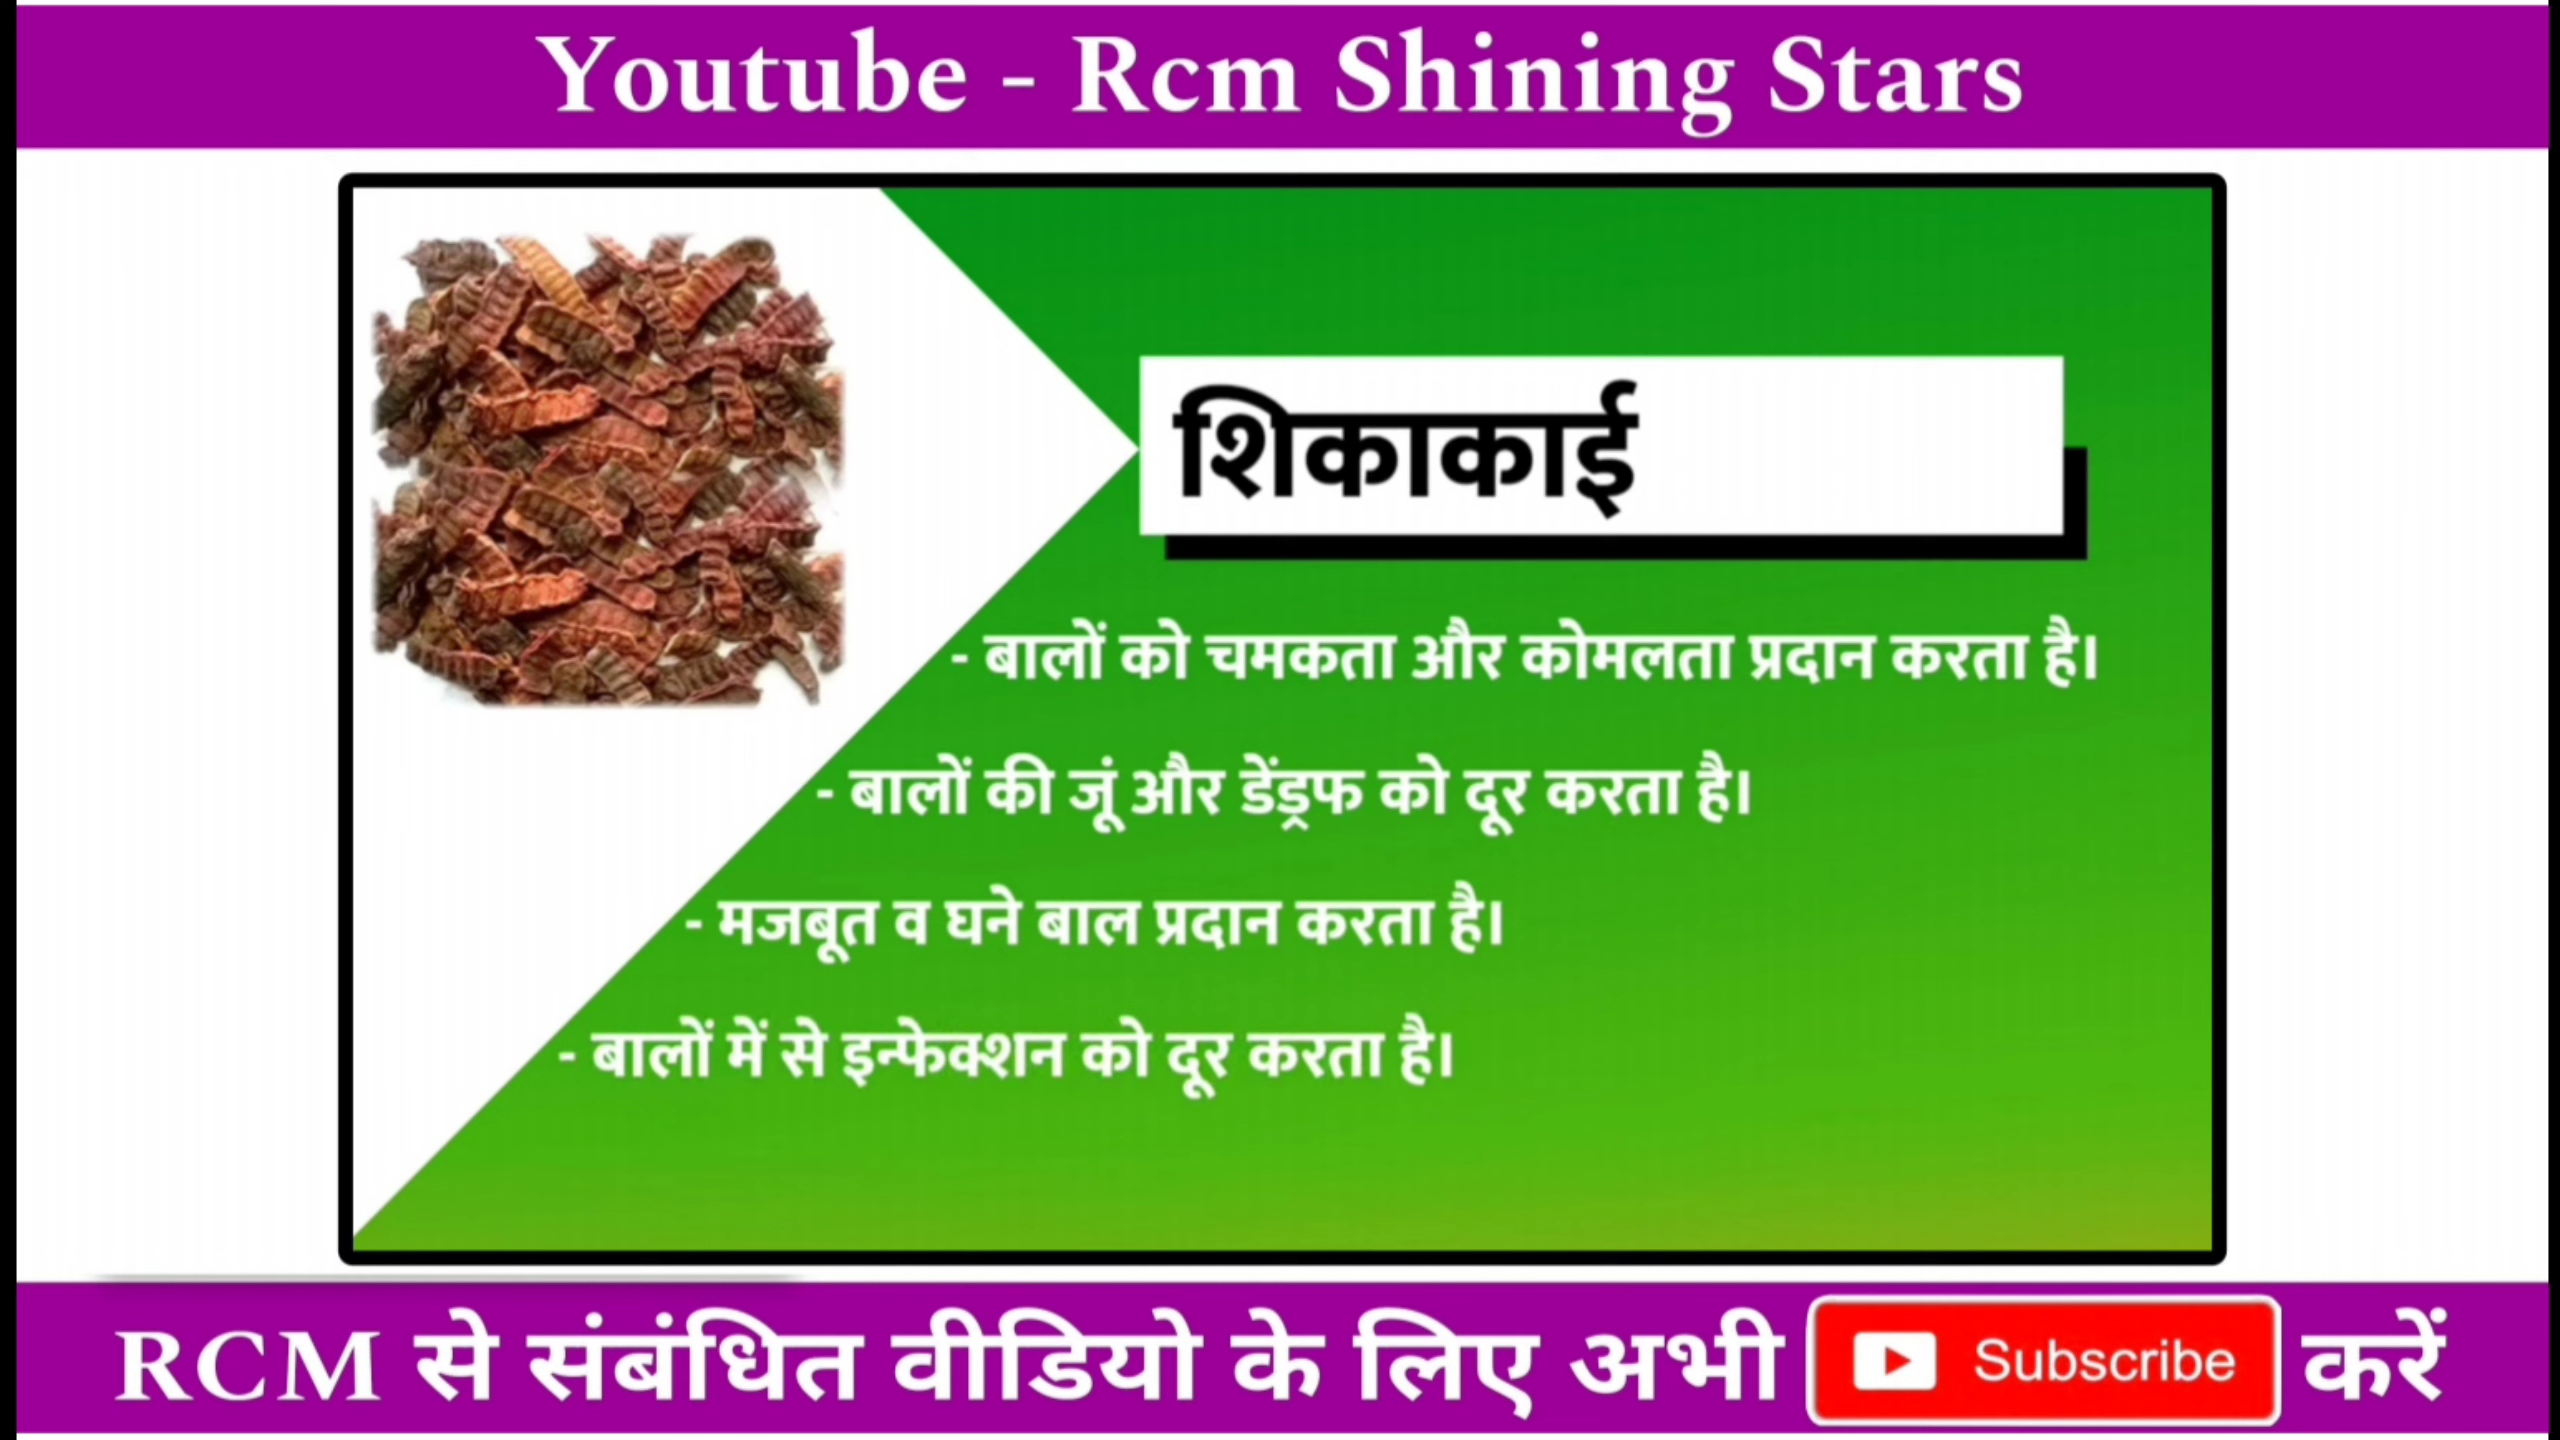 Youtube - Rcm Shining Stars
शिकाकाई
- बालों को चमकता और कोमलता प्रदान करता है।
- बालों की जूं और डेंड्रफ को दूर करता है।
- मजबूत व घने बाल प्रदान करता है।
- बालों में से इन्फेक्शन को दूर करता है।
RCM से संबंधित वीडियो के लिए अभी Subscribe करें